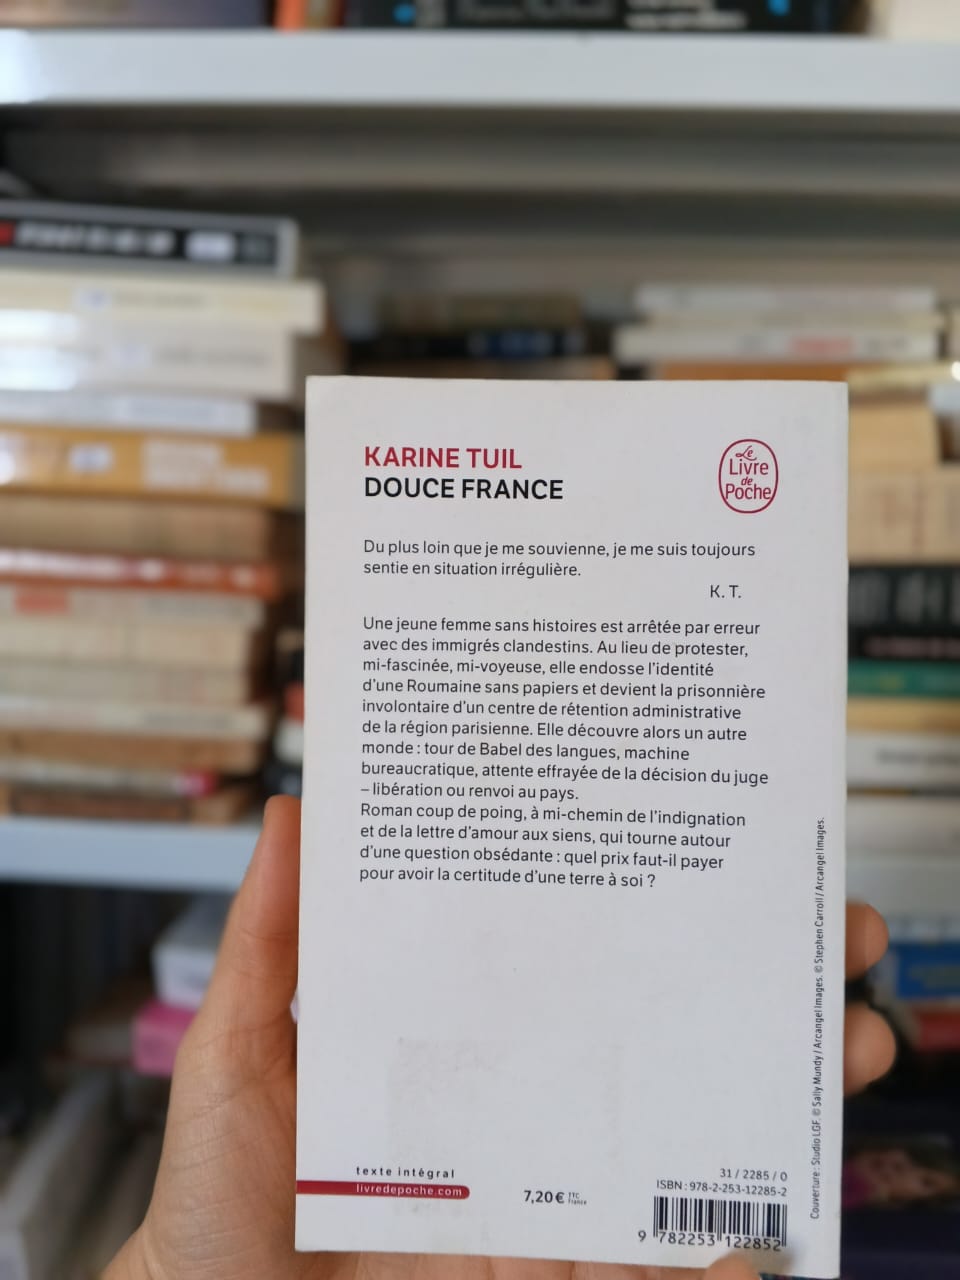 KARINE TUIL
DOUCE FRANCE
Le
Livre
de
Poche
Du plus loin que je me souvienne, je me suis toujours
sentie en situation irrégulière.
K. T.
Une jeune femme sans histoires est arrêtée par erreur
avec des immigrés clandestins. Au lieu de protester,
mi-fascinée, mi-voyeuse, elle endosse l'identité
d'une Roumaine sans papiers et devient la prisonnière
involontaire d'un centre de rétention administrative
de la région parisienne. Elle découvre alors un autre
monde : tour de Babel des langues, machine
bureaucratique, attente effrayée de la décision du juge
– libération ou renvoi au pays.
Roman coup de poing, à mi-chemin de l'indignation
et de la lettre d'amour aux siens, qui tourne autour
d'une question obsédante : quel prix faut-il payer
pour avoir la certitude d'une terre à soi ?
Couverture : Studio LGF. © Sally Mundy / Arcangel Images. © Stephen Carroll / Arcangel Images.
texte intégral
livredepoche.com
7,20 € TTC
France
31 / 2285 / 0
ISBN : 978-2-253-12285-2
9 782253 122852